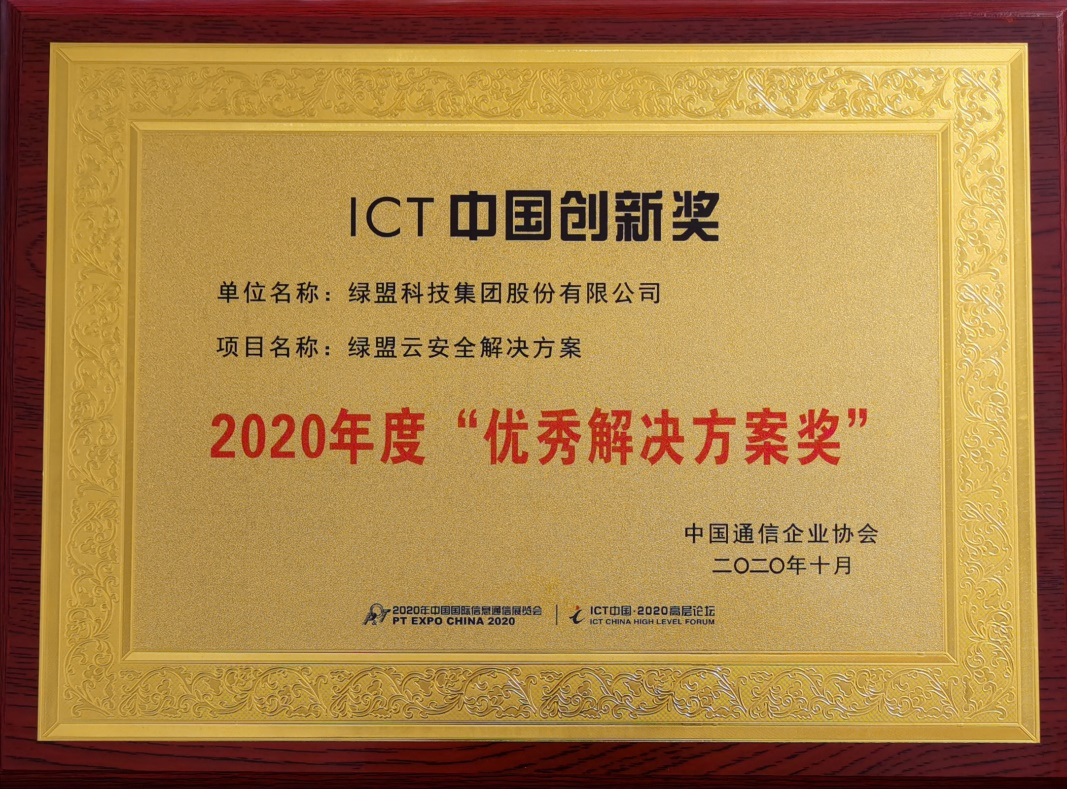 ICT 中国创新奖
单位名称：绿盟科技集团股份有限公司
项目名称：绿盟云安全解决方案
2020年度“优秀解决方案奖”
中国通信企业协会
二〇二〇年十月
PT 2020年中国国际信息通信展览会
PT EXPO CHINA 2020
ICT中国·2020高层论坛
ICT CHINA HIGH LEVEL FORUM